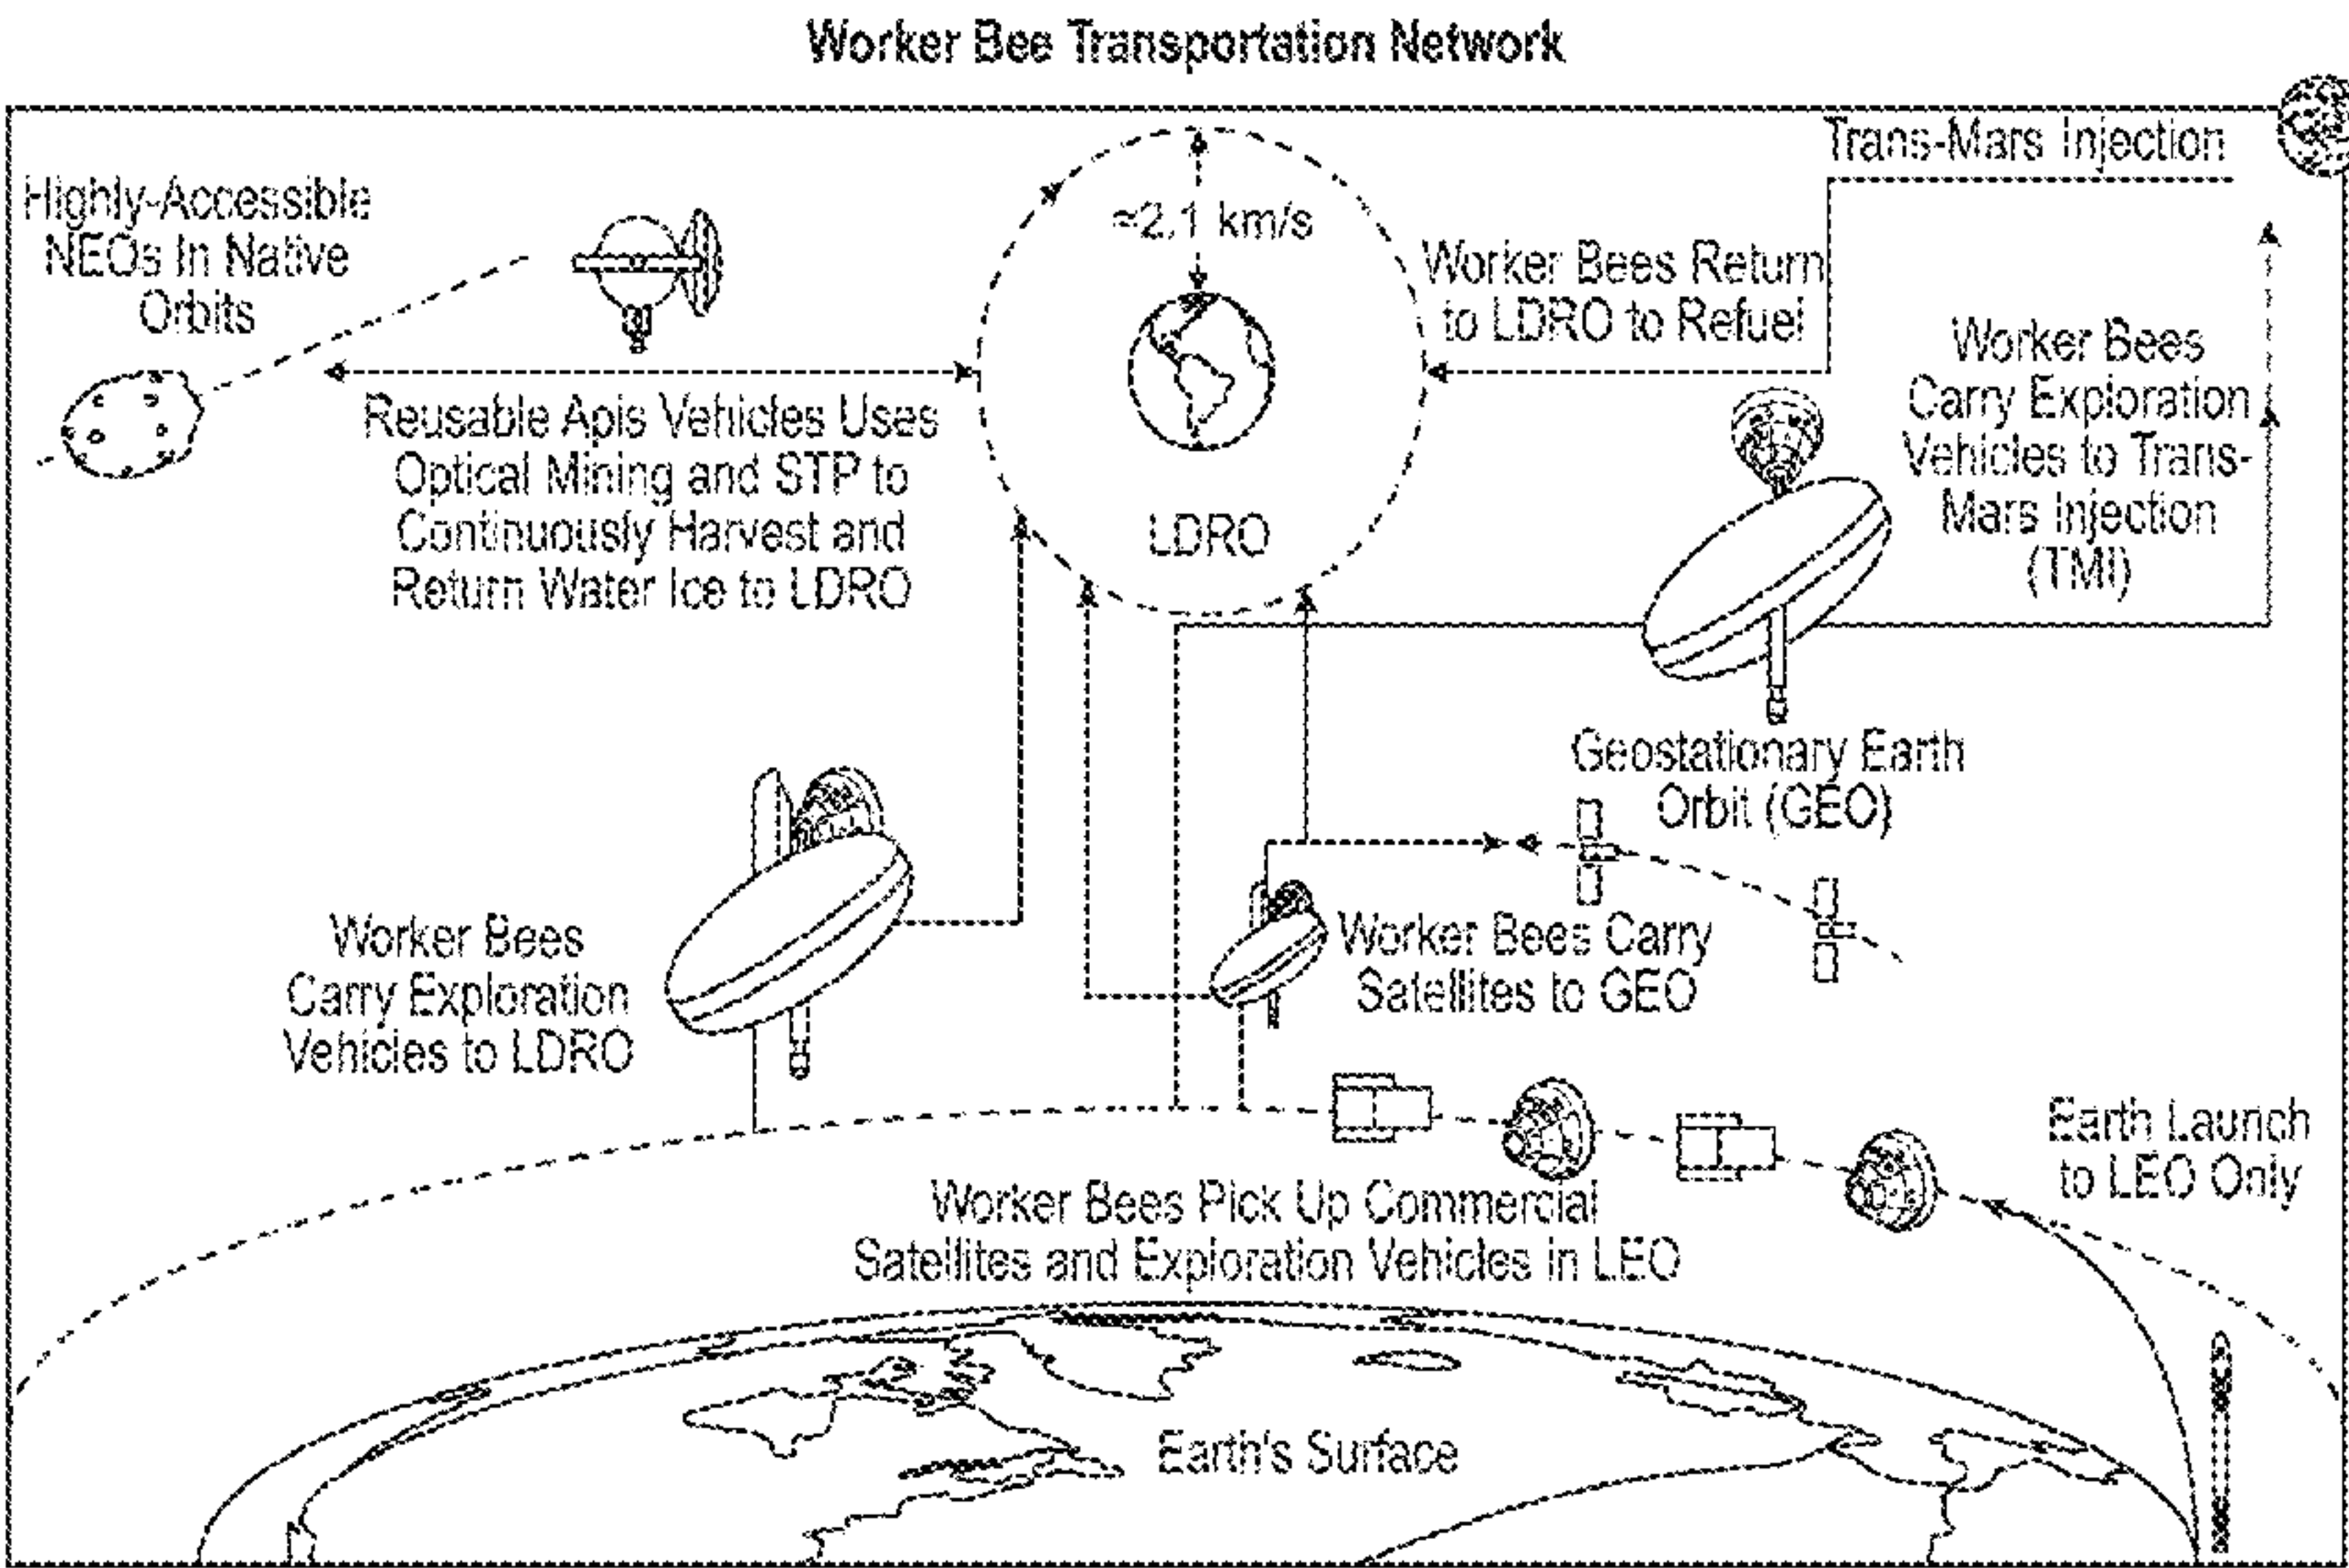 Worker Bee Transportation Network
Trans-Mars Injection
Highly-Accessible
NEOs In Native
Orbits
≈2.1 km/s
Worker Bees Return
to LDRO to Refuel
Worker Bees
Carry Exploration
Vehicles to Trans-
Mars Injection
(TMI)
Reusable Apis Vehicles Uses
Optical Mining and STP to
Continuously Harvest and
Return Water Ice to LDRO
LDRO
Geostationary Earth
Orbit (GEO)
Worker Bees
Carry Exploration
Vehicles to LDRO
Worker Bees Carry
Satellites to GEO
Earth Launch
to LEO Only
Worker Bees Pick Up Commercial
Satellites and Exploration Vehicles in LEO
Earth's Surface